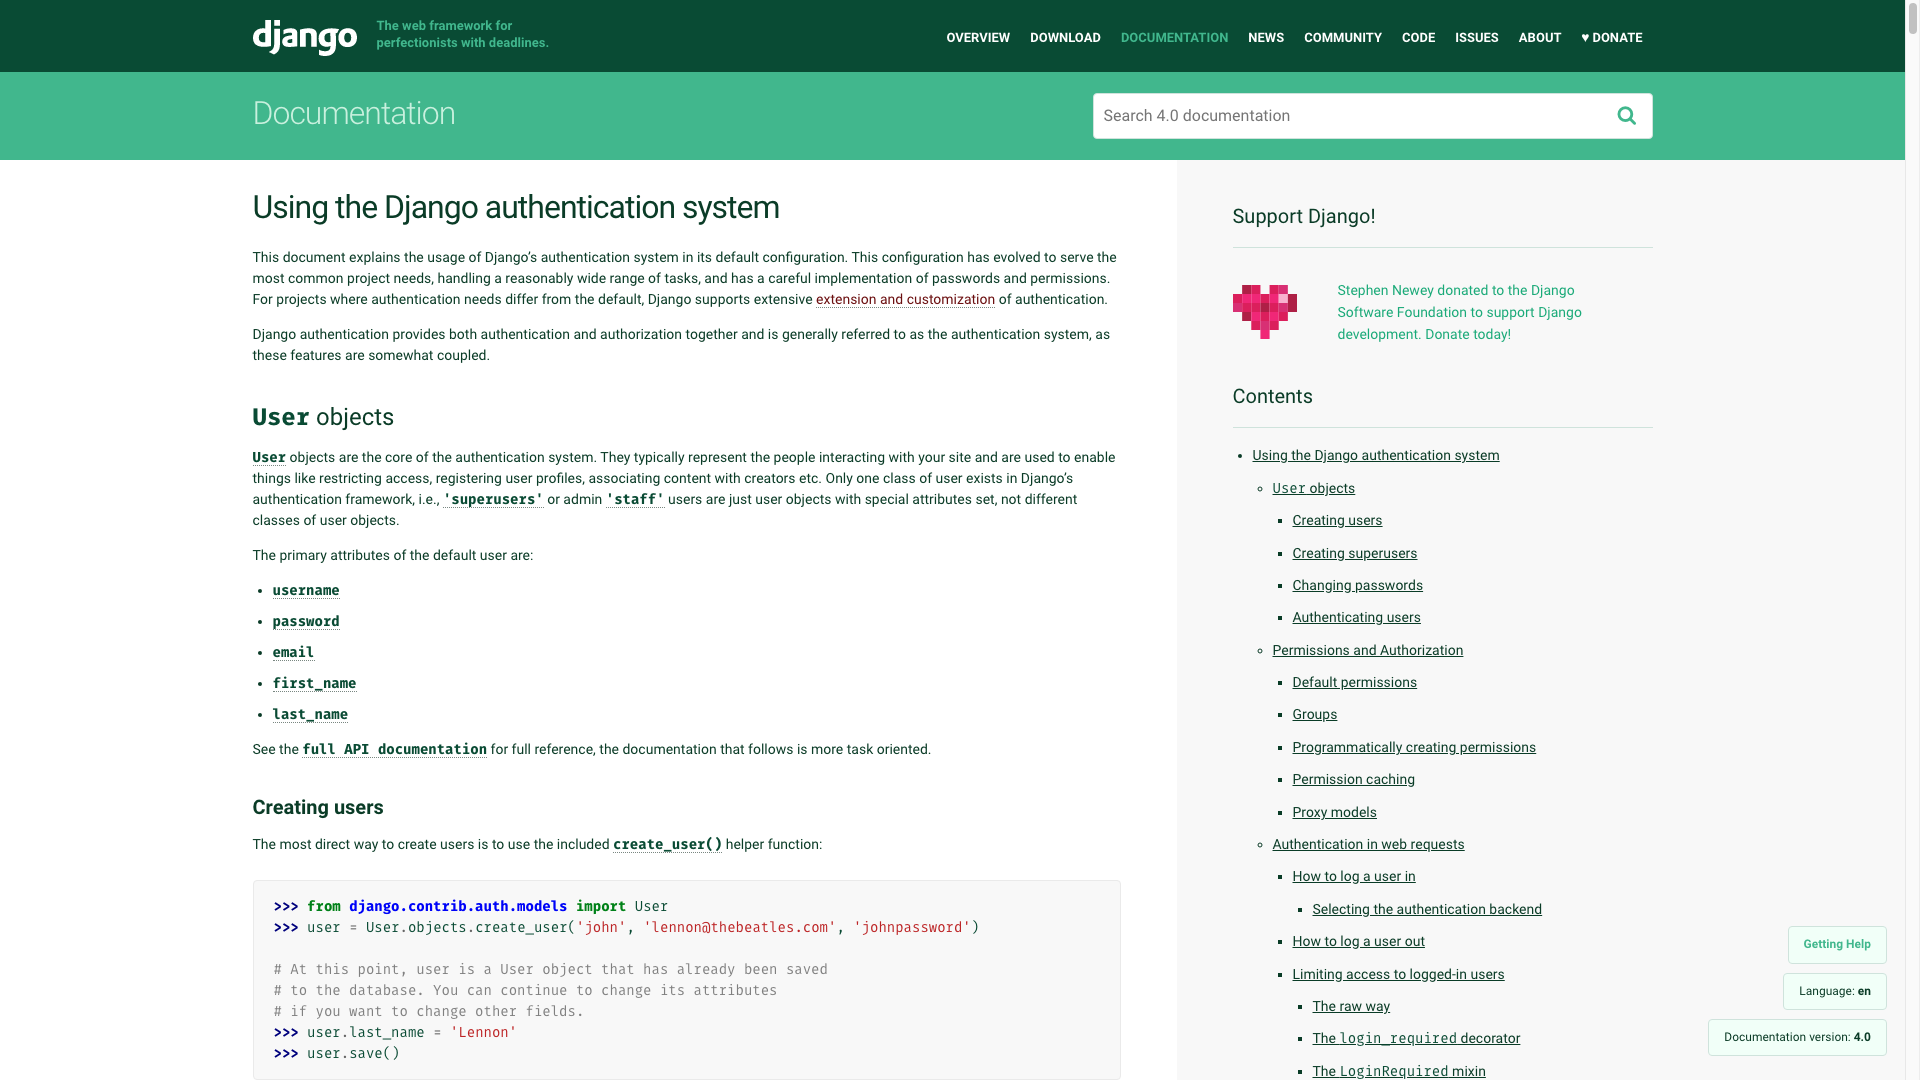 django
The web framework for
perfectionists with deadlines.
OVERVIEW DOWNLOAD DOCUMENTATION NEWS COMMUNITY CODE ISSUES ABOUT ♥ DONATE
Documentation
Search 4.0 documentation
Using the Django authentication system
This document explains the usage of Django’s authentication system in its default configuration. This configuration has evolved to serve the
most common project needs, handling a reasonably wide range of tasks, and has a careful implementation of passwords and permissions.
For projects where authentication needs differ from the default, Django supports extensive extension and customization of authentication.
Django authentication provides both authentication and authorization together and is generally referred to as the authentication system, as
these features are somewhat coupled.
User objects
User objects are the core of the authentication system. They typically represent the people interacting with your site and are used to enable
things like restricting access, registering user profiles, associating content with creators etc. Only one class of user exists in Django’s
authentication framework, i.e., 'superusers' or admin 'staff' users are just user objects with special attributes set, not different
classes of user objects.
The primary attributes of the default user are:
• username
• password
• email
• first_name
• last_name
See the full API documentation for full reference, the documentation that follows is more task oriented.
Creating users
The most direct way to create users is to use the included create_user() helper function:
>>> from django.contrib.auth.models import User
>>> user = User.objects.create_user('john', 'lennon@thebeatles.com', 'johnpassword')
# At this point, user is a User object that has already been saved
# to the database. You can continue to change its attributes
# if you want to change other fields.
>>> user.last_name = 'Lennon'
>>> user.save()
Support Django!
Stephen Newey donated to the Django
Software Foundation to support Django
development. Donate today!
Contents
• Using the Django authentication system
◦ User objects
▪ Creating users
▪ Creating superusers
▪ Changing passwords
▪ Authenticating users
◦ Permissions and Authorization
▪ Default permissions
▪ Groups
▪ Programmatically creating permissions
▪ Permission caching
▪ Proxy models
◦ Authentication in web requests
▪ How to log a user in
▪ Selecting the authentication backend
▪ How to log a user out
▪ Limiting access to logged-in users
▪ The raw way
▪ The login_required decorator
▪ The LoginRequired mixin
Getting Help
Language: en
Documentation version: 4.0